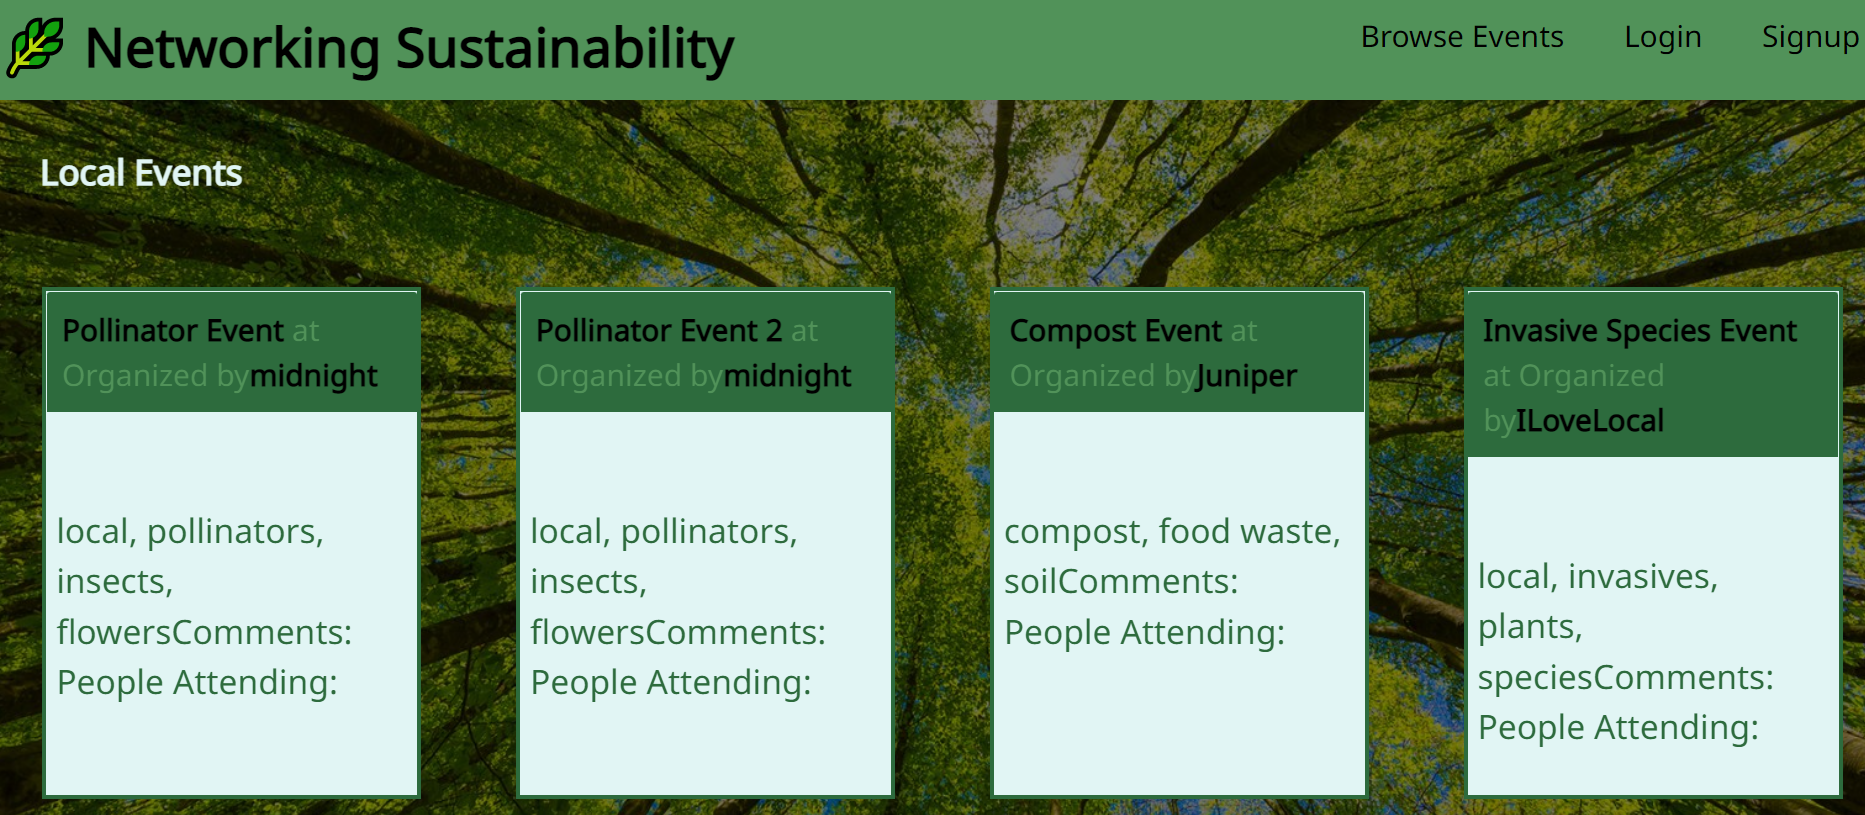 Networking Sustainability
Browse Events
Login
Signup
Local Events
Pollinator Event at
Organized bymidnight
local, pollinators,
insects,
flowersComments:
People Attending:
Pollinator Event 2 at
Organized bymidnight
local, pollinators,
insects,
flowersComments:
People Attending:
Compost Event at
Organized byJuniper
compost, food waste,
soilComments:
People Attending:
Invasive Species Event
at Organized
byILoveLocal
local, invasives,
plants,
speciesComments:
People Attending: